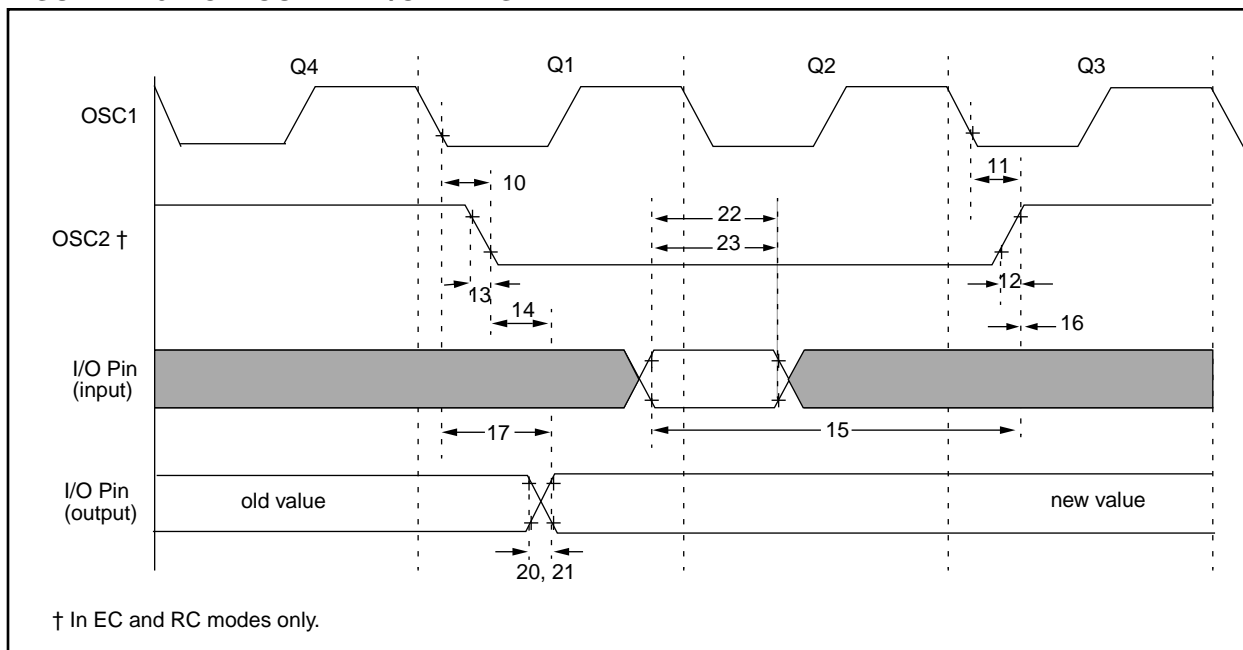 Q4 Q1 Q2 Q3
OSC1
10
11
22
OSC2 †
23
13
12
14
16
I/O Pin
(input)
17
15
I/O Pin
(output)
old value
new value
20, 21
† In EC and RC modes only.